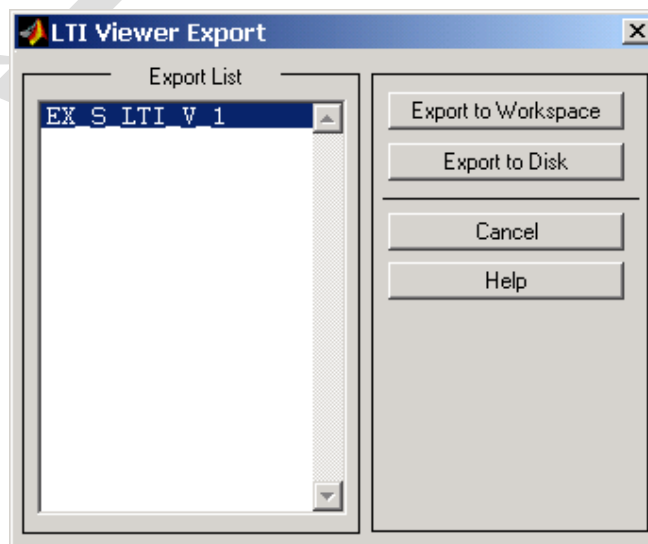 LTI Viewer Export
Export List
EX_S_LTI_V_1
Export to Workspace
Export to Disk
Cancel
Help